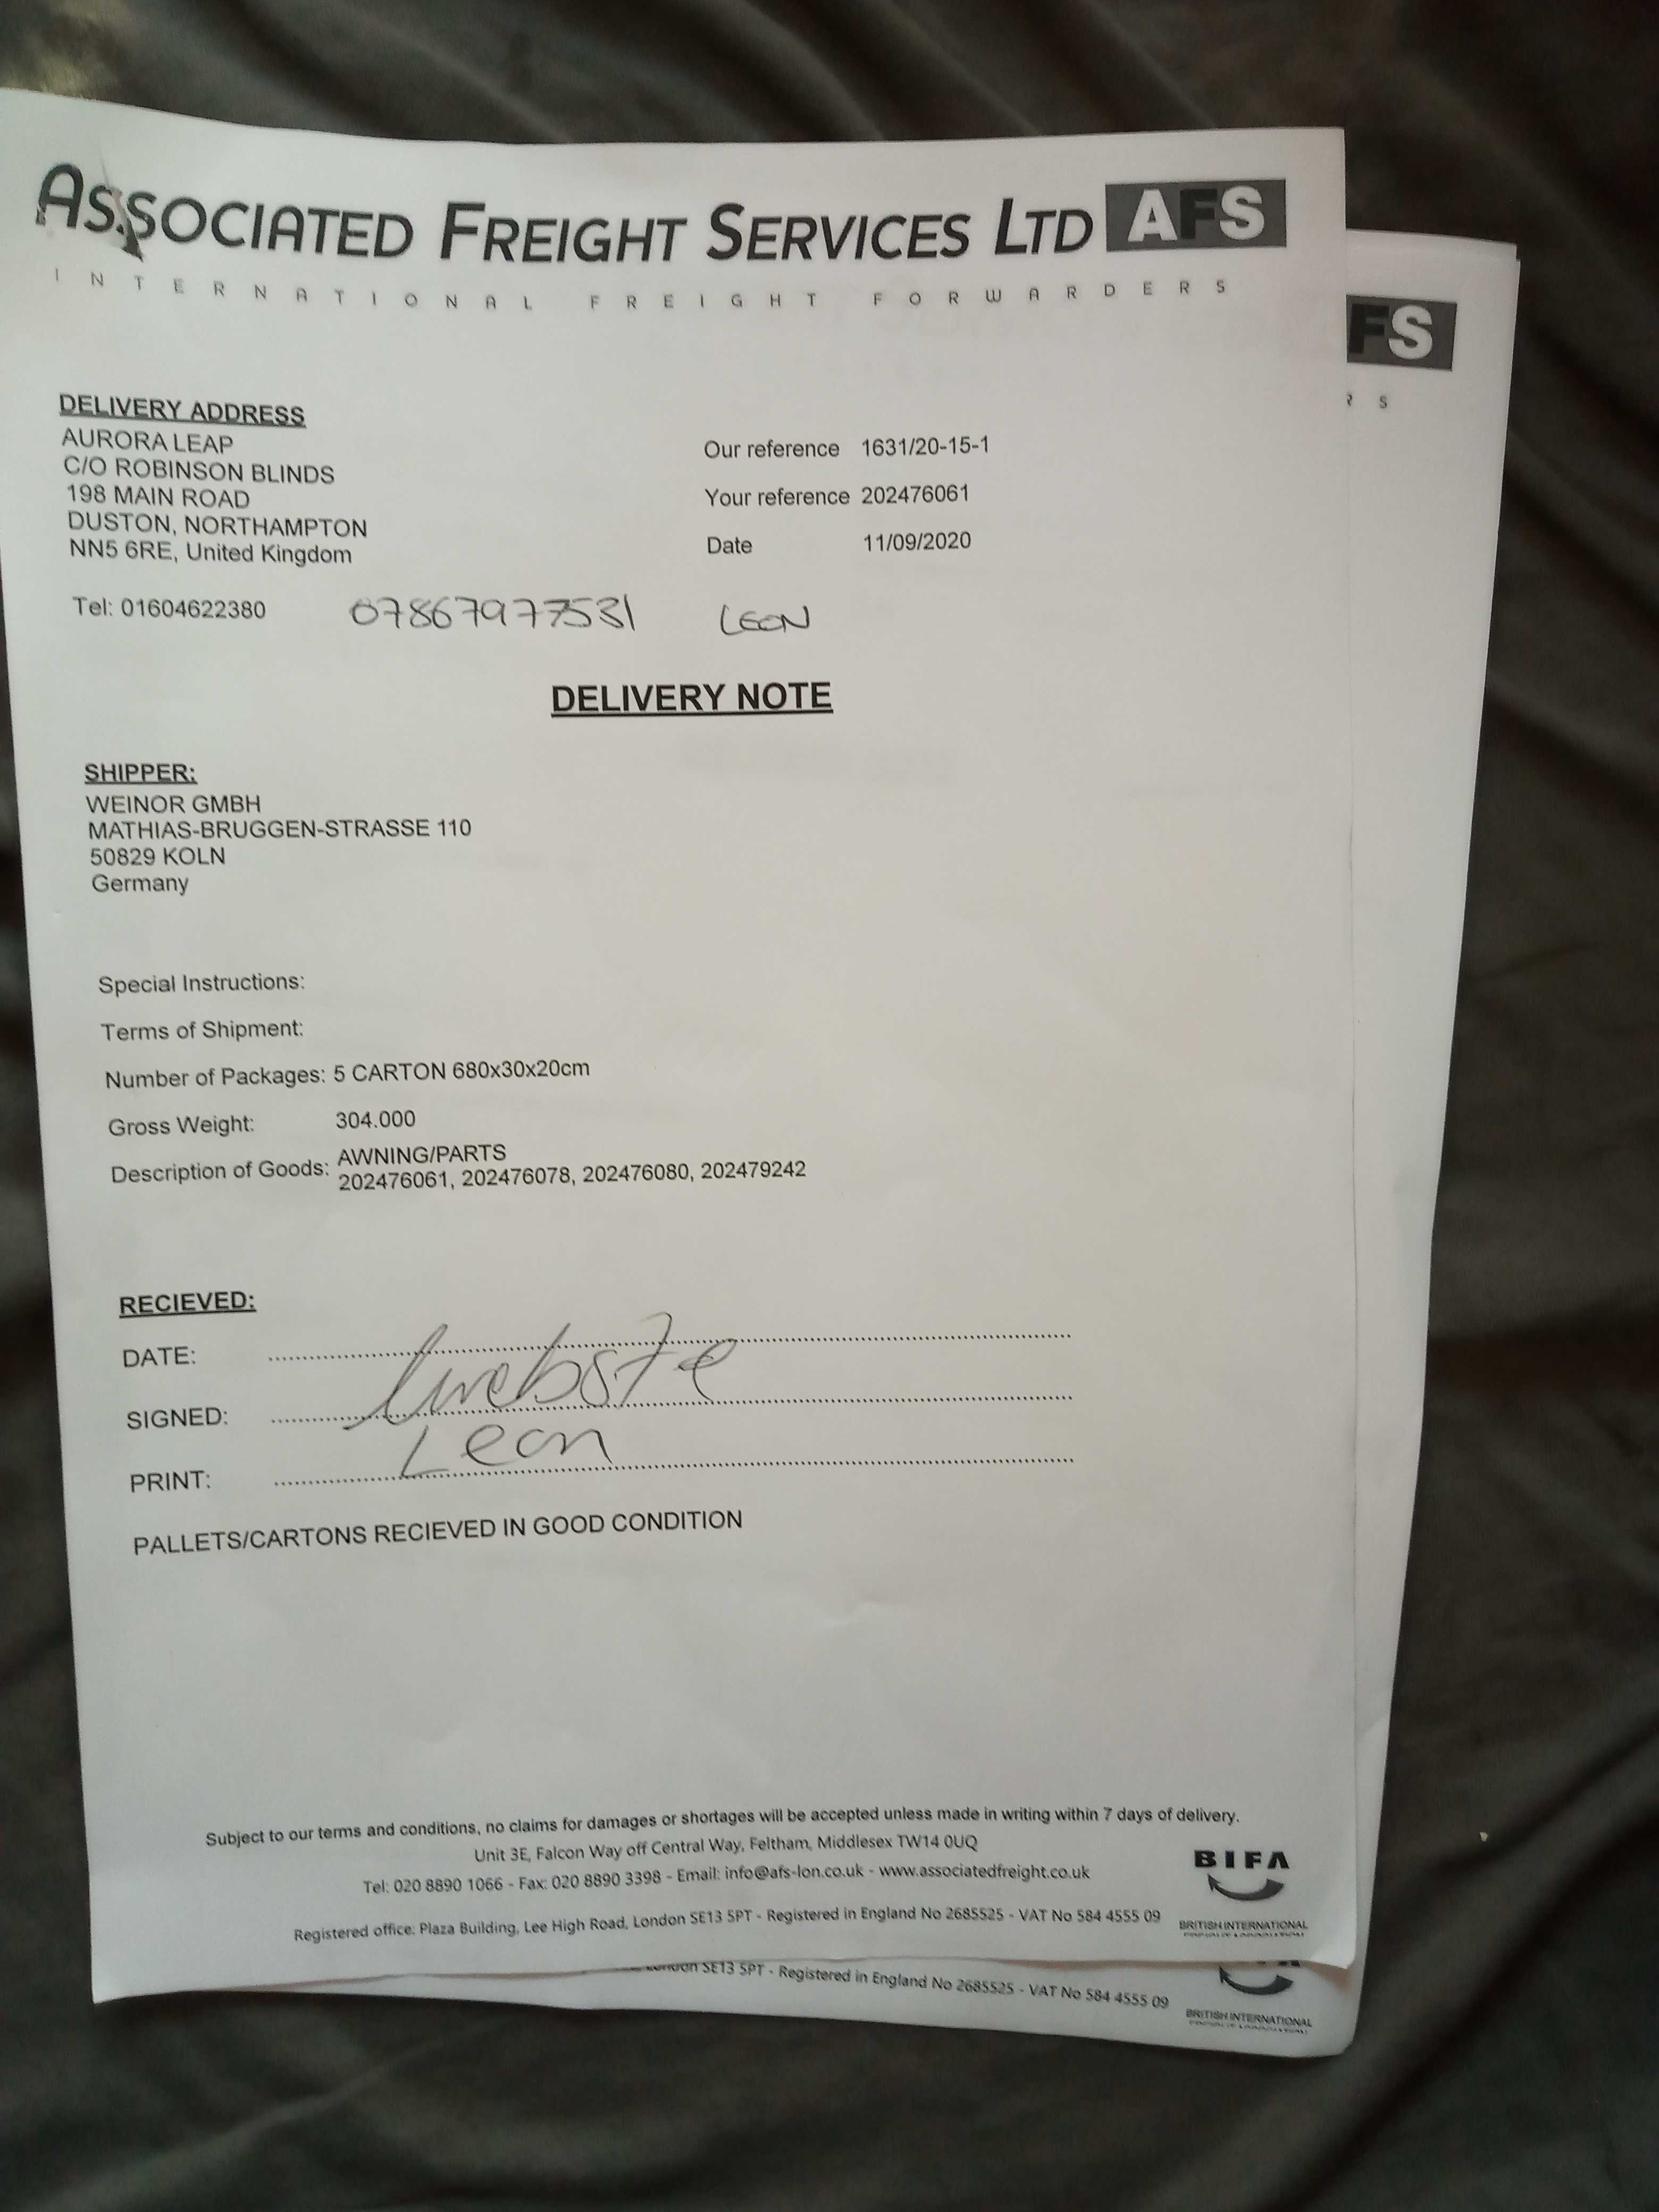 ASSOCIATED FREIGHT SERVICES LTD AFS
INTERNATIONAL FREIGHT FORWARDERS
FS
R S
DELIVERY ADDRESS
AURORA LEAP
C/O ROBINSON BLINDS
198 MAIN ROAD
DUSTON, NORTHAMPTON
NN5 6RE, United Kingdom
Our reference 1631/20-15-1
Your reference 202476061
Date 11/09/2020
Tel: 01604622380 07867977531 LEON
DELIVERY NOTE
SHIPPER:
WEINOR GMBH
MATHIAS-BRUGGEN-STRASSE 110
50829 KOLN
Germany
Special Instructions:
Terms of Shipment:
Number of Packages: 5 CARTON 680x30x20cm
Gross Weight: 304.000
Description of Goods: AWNING/PARTS
202476061, 202476078, 202476080, 202479242
RECIEVED:
DATE:
SIGNED:
PRINT: Leon
PALLETS/CARTONS RECIEVED IN GOOD CONDITION
Subject to our terms and conditions, no claims for damages or shortages will be accepted unless made in writing within 7 days of delivery.
Unit 3E, Falcon Way off Central Way, Feltham, Middlesex TW14 0UQ
Tel: 020 8890 1066 - Fax: 020 8890 3398 - Email: info@afs-lon.co.uk - www.associatedfreight.co.uk
Registered office: Plaza Building, Lee High Road, London SE13 5PT - Registered in England No 2685525 - VAT No 584 4555 09
BIFA
BRITISH INTERNATIONAL
London SE13 5PT - Registered in England No 2685525 - VAT No 584 4555 09
BRITISH INTERNATIONAL